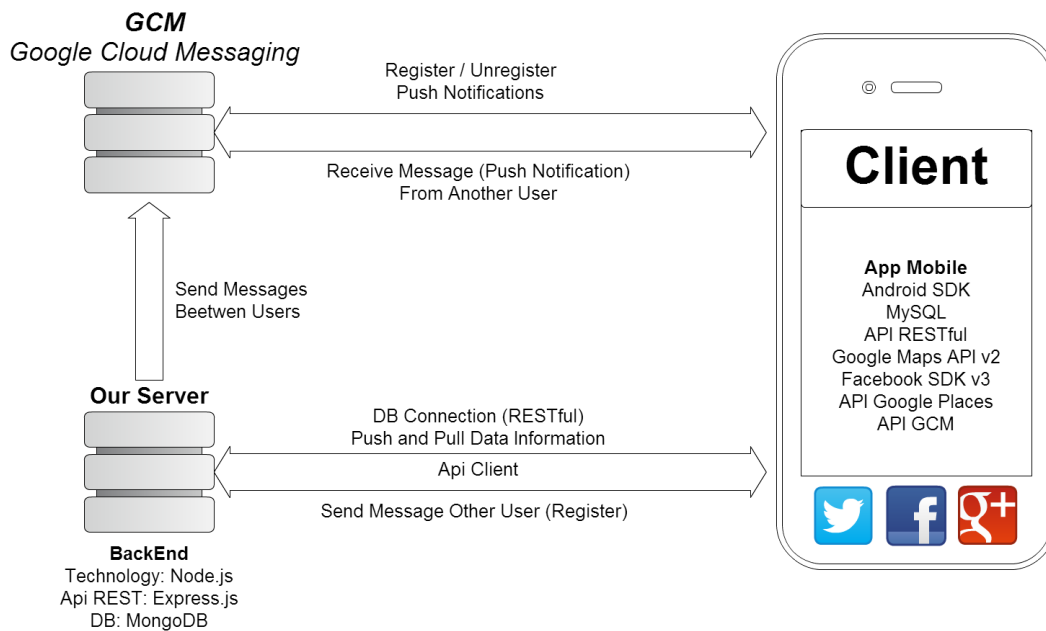 GCM
Google Cloud Messaging
Register / Unregister
Push Notifications
Receive Message (Push Notification)
From Another User
Send Messages
Beetwen Users
Our Server
DB Connection (RESTful)
Push and Pull Data Information
Api Client
Send Message Other User (Register)
BackEnd
Technology: Node.js
Api REST: Express.js
DB: MongoDB
Client
App Mobile
Android SDK
MySQL
API RESTful
Google Maps API v2
Facebook SDK v3
API Google Places
API GCM
f
g+